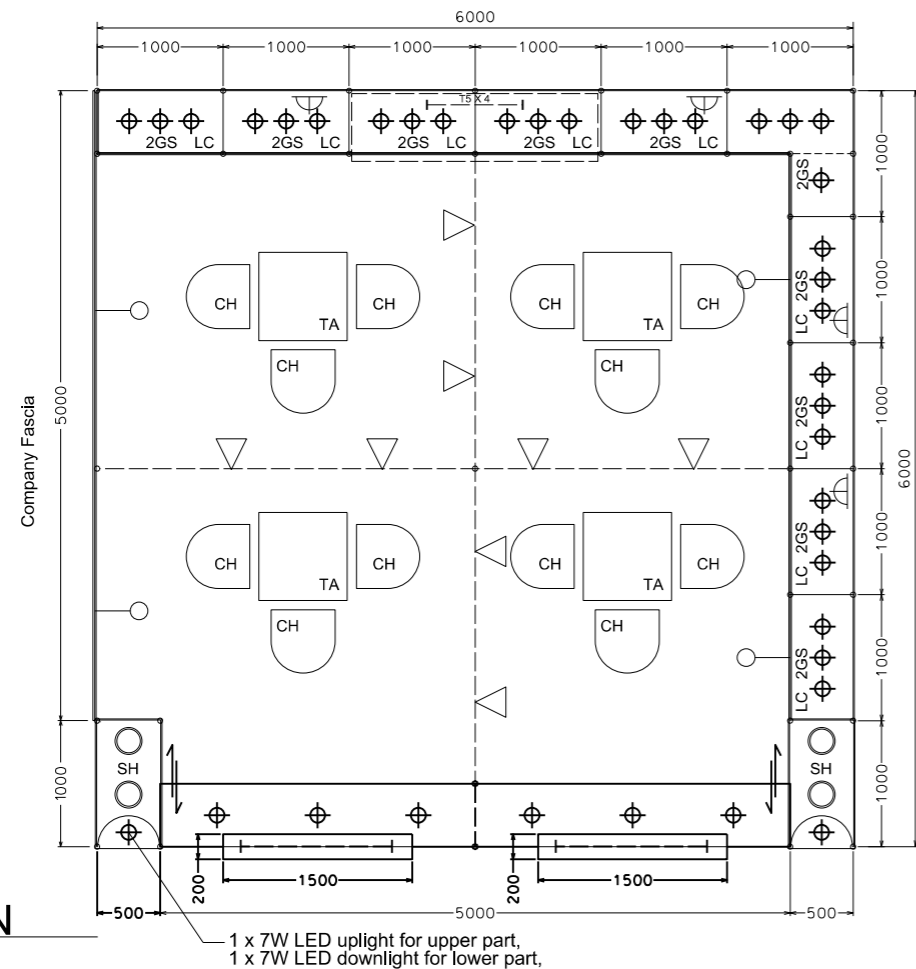 6000
1000 1000 1000 1000 1000 1000
T5 X 4
2GS LC 2GS LC 2GS LC 2GS LC 2GS LC
2GS
1000
CH TA CH CH TA CH
CH CH
2GS
LC
1000
Company Fascia
5000
2GS
LC
1000
6000
CH TA CH CH TA CH
CH CH
2GS
LC
1000
2GS
LC
1000
1000
SH SH
1000
200 1500 200 1500
500 5000 500
N
1 x 7W LED uplight for upper part,
1 x 7W LED downlight for lower part,